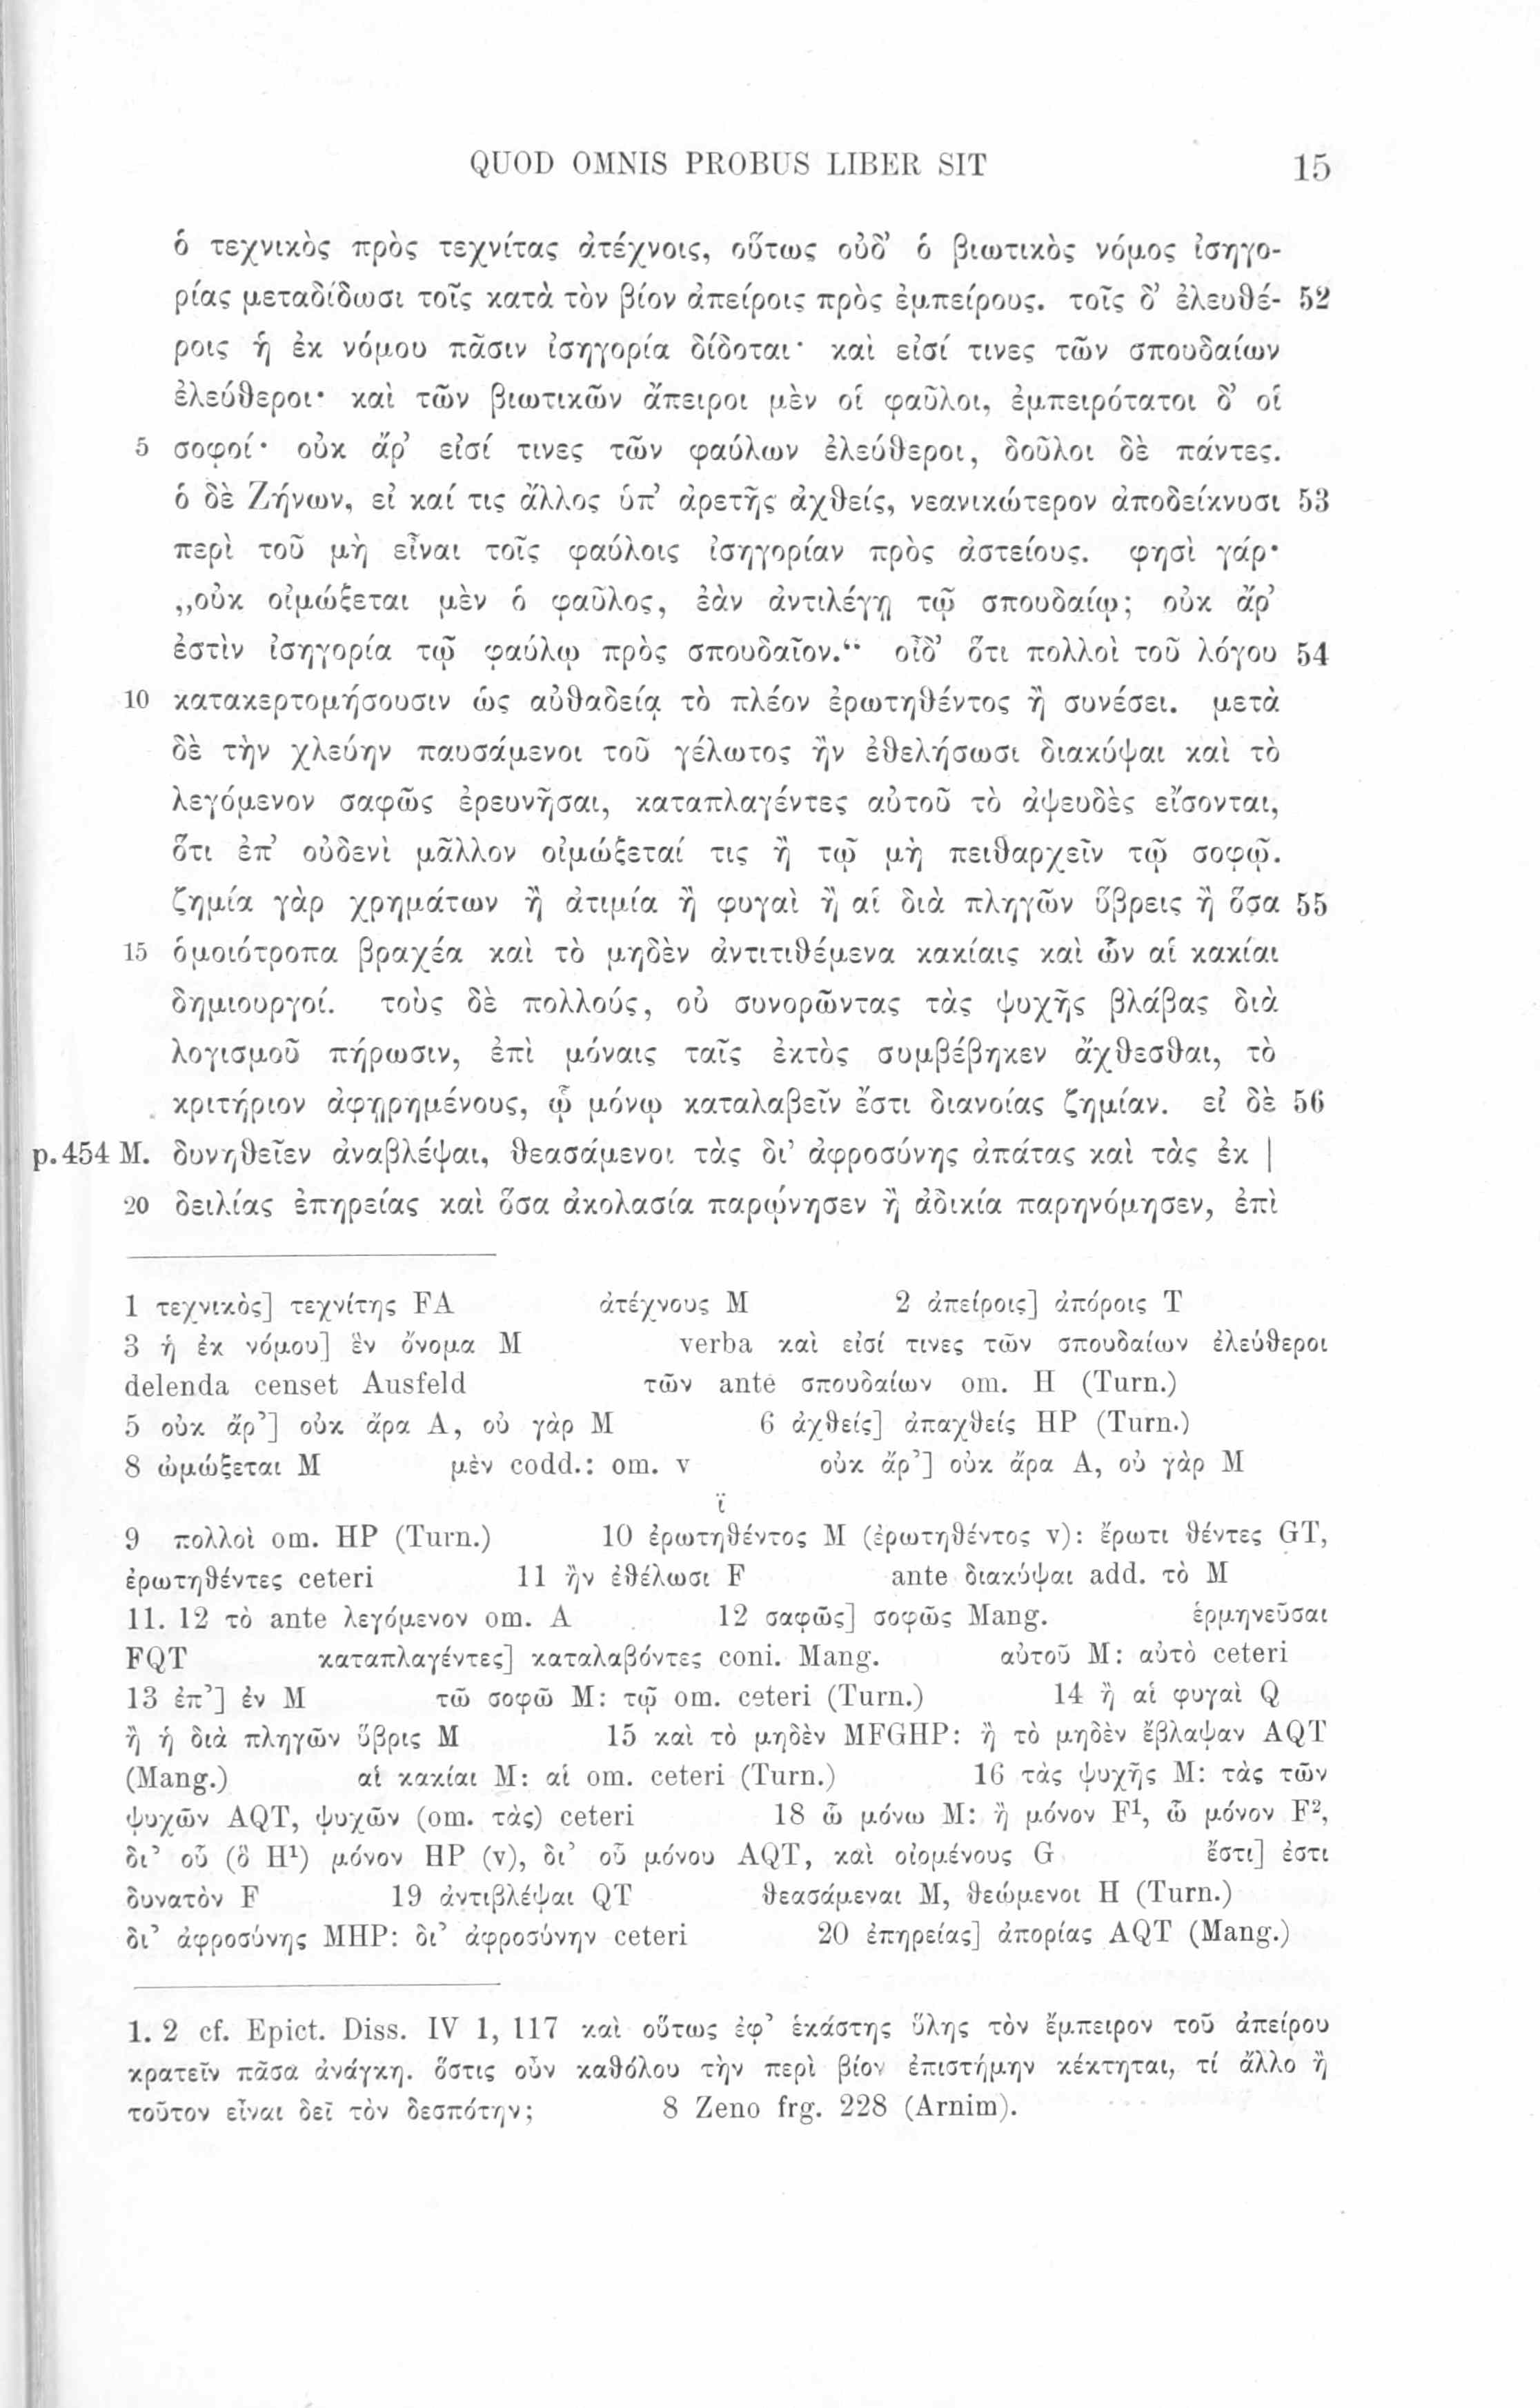 QUOD OMNIS PROBUS LIBER SIT 15
ὁ τεχνικὸς πρὸς τεχνίτας ἀτέχνοις, οὕτως οὐδ’ ὁ βιωτικὸς νόμος ἰσηγο-
ρίας μεταδίδωσι τοῖς κατὰ τὸν βίον ἀπείροις πρὸς ἐμπείρους. τοῖς δ’ ἐλευθέ- 52
ροις ἡ ἐκ νόμου πᾶσιν ἰσηγορία δίδοται· καὶ εἰσί τινες τῶν σπουδαίων
ἐλεύθεροι· καὶ τῶν βιωτικῶν ἄπειροι μὲν οἱ φαῦλοι, ἐμπειρότατοι δ’ οἱ
5 σοφοί· οὐκ ἄρ’ εἰσί τινες τῶν φαύλων ἐλεύθεροι, δοῦλοι δὲ πάντες.
ὁ δὲ Ζήνων, εἰ καί τις ἄλλος ὑπ’ ἀρετῆς ἀχθείς, νεανικώτερον ἀποδείκνυσι 53
περὶ τοῦ μὴ εἶναι τοῖς φαύλοις ἰσηγορίαν πρὸς ἀστείους. φησὶ γάρ·
„οὐκ οἰμώξεται μὲν ὁ φαῦλος, ἐὰν ἀντιλέγῃ τῷ σπουδαίῳ; οὐκ ἄρ’
ἐστὶν ἰσηγορία τῷ φαύλῳ πρὸς σπουδαῖον.“ οἶδ’ ὅτι πολλοὶ τοῦ λόγου 54
10 κατακερτομήσουσιν ὡς αὐθαδείᾳ τὸ πλέον ἐρωτηθέντος ἢ συνέσει. μετὰ
δὲ τὴν χλεύην παυσάμενοι τοῦ γέλωτος ἢν ἐθελήσωσι διακύψαι καὶ τὸ
λεγόμενον σαφῶς ἐρευνῆσαι, καταπλαγέντες αὐτοῦ τὸ ἀψευδὲς εἴσονται,
ὅτι ἐπ’ οὐδενὶ μᾶλλον οἰμώξεταί τις ἢ τῷ μὴ πειθαρχεῖν τῷ σοφῷ.
ζημία γὰρ χρημάτων ἢ ἀτιμία ἢ φυγαὶ ἢ αἱ διὰ πληγῶν ὕβρεις ἢ ὅσα 55
15 ὁμοιότροπα βραχέα καὶ τὸ μηδὲν ἀντιτιθέμενα κακίαις καὶ ὧν αἱ κακίαι
δημιουργοί. τοὺς δὲ πολλούς, οὐ συνορῶντας τὰς ψυχῆς βλάβας διὰ
λογισμοῦ πήρωσιν, ἐπὶ μόναις ταῖς ἐκτὸς συμβέβηκεν ἄχθεσθαι, τὸ
κριτήριον ἀφῃρημένους, ᾧ μόνῳ καταλαβεῖν ἔστι διανοίας ζημίαν. εἰ δὲ 56
p. 454 M. δυνηθεῖεν ἀναβλέψαι, θεασάμενοι τὰς δι’ ἀφροσύνης ἀπάτας καὶ τὰς ἐκ |
20 δειλίας ἐπηρείας καὶ ὅσα ἀκολασία παρῴνησεν ἢ ἀδικία παρηνόμησεν, ἐπὶ
1 τεχνικὸς] τεχνίτης FA ἀτέχνους M 2 ἀπείροις] ἀπόροις T
3 ἡ ἐκ νόμου] ἓν ὄνομα M verba καὶ εἰσί τινες τῶν σπουδαίων ἐλεύθεροι
delenda censet Ausfeld τῶν ante σπουδαίων om. H (Turn.)
5 οὐκ ἄρ’] οὐκ ἄρα A, οὐ γὰρ M 6 ἀχθείς] ἀπαχθείς HP (Turn.)
8 ὠμώξεται M μὲν codd.: om. v οὐκ ἄρ’] οὐκ ἄρα A, οὐ γὰρ M
ϊ
9 πολλοὶ om. HP (Turn.) 10 ἐρωτηθέντος M (ἐρωτηθέντος v): ἔρωτι θέντες GT,
ἐρωτηθέντες ceteri 11 ἢν ἐθέλωσι F ante διακύψαι add. τὸ M
11. 12 τὸ ante λεγόμενον om. A 12 σαφῶς] σοφῶς Mang. ἑρμηνεῦσαι
FQT καταπλαγέντες] καταλαβόντες coni. Mang. αὐτοῦ M: αὐτὸ ceteri
13 ἐπ’] ἐν M τῶ σοφῶ M: τῷ om. ceteri (Turn.) 14 ἢ αἱ φυγαὶ Q
ἢ ἡ διὰ πληγῶν ὕβρις M 15 καὶ τὸ μηδὲν MFGHP: ἢ τὸ μηδὲν ἔβλαψαν AQT
(Mang.) αἱ κακίαι M: αἱ om. ceteri (Turn.) 16 τὰς ψυχῆς M: τὰς τῶν
ψυχῶν AQT, ψυχῶν (om. τὰς) ceteri 18 ὧ μόνω M: ἢ μόνον F¹, ὧ μόνον F²,
δι’ οὗ (ὃ H¹) μόνον HP (v), δι’ οὗ μόνου AQT, καὶ οἰομένους G ἔστι] ἐστι
δυνατὸν F 19 ἀντιβλέψαι QT θεασάμεναι M, θεώμενοι H (Turn.)
δι’ ἀφροσύνης MHP: δι’ ἀφροσύνην ceteri 20 ἐπηρείας] ἀπορίας AQT (Mang.)
1. 2 cf. Epict. Diss. IV 1, 117 καὶ οὕτως ἐφ’ ἑκάστης ὕλης τὸν ἔμπειρον τοῦ ἀπείρου
κρατεῖν πᾶσα ἀνάγκη. ὅστις οὖν καθόλου τὴν περὶ βίον ἐπιστήμην κέκτηται, τί ἄλλο ἢ
τοῦτον εἶναι δεῖ τὸν δεσπότην; 8 Zeno frg. 228 (Arnim).